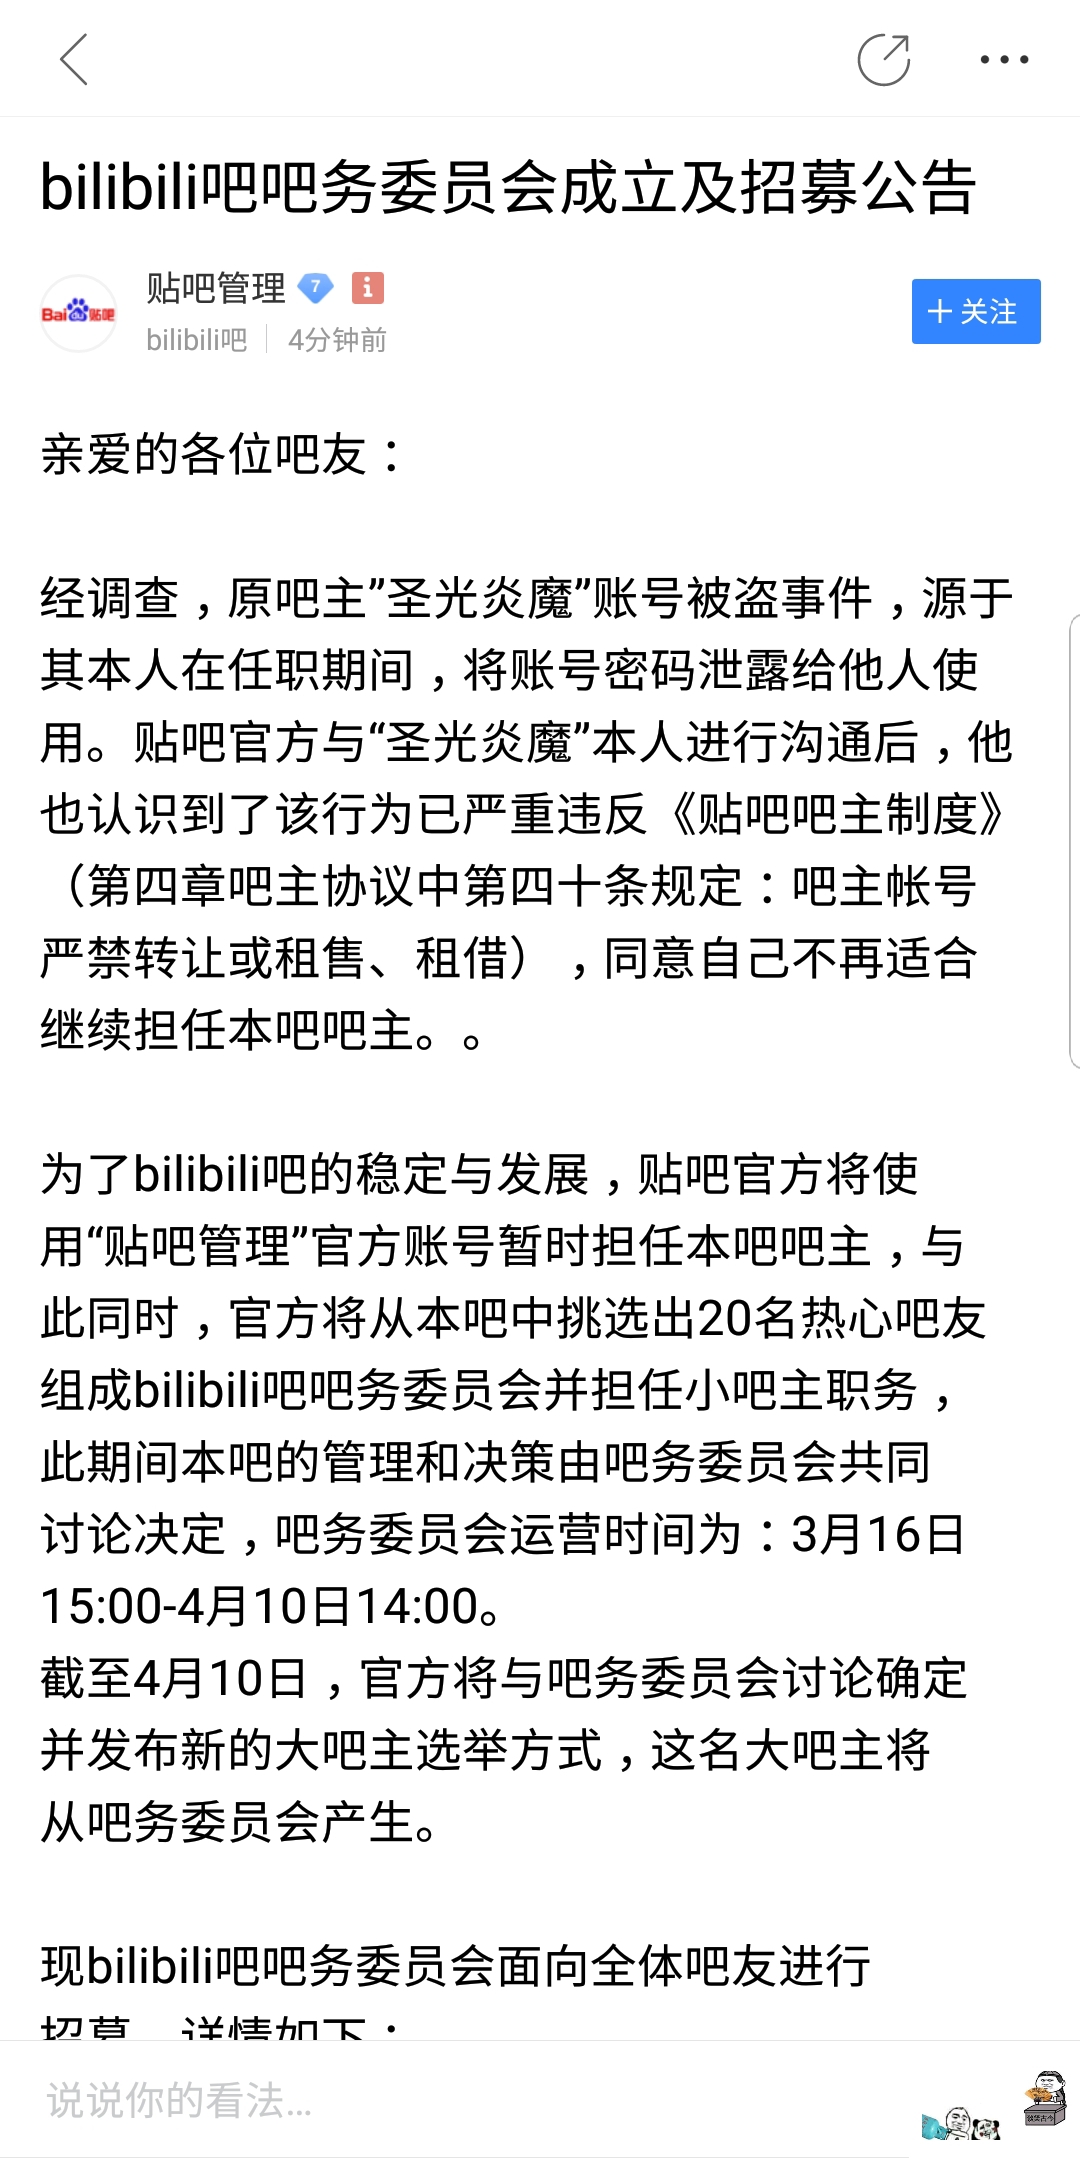 bilibili吧吧务委员会成立及招募公告
Bai贴吧
贴吧管理 7
bilibili吧 4分钟前
关注
亲爱的各位吧友：
经调查，原吧主”圣光炎魔”账号被盗事件，源于
其本人在任职期间，将账号密码泄露给他人使
用。贴吧官方与“圣光炎魔”本人进行沟通后，他
也认识到了该行为已严重违反《贴吧吧主制度》
（第四章吧主协议中第四十条规定：吧主帐号
严禁转让或租售、租借），同意自己不再适合
继续担任本吧吧主。。
为了bilibili吧的稳定与发展，贴吧官方将使
用“贴吧管理”官方账号暂时担任本吧吧主，与
此同时，官方将从本吧中挑选出20名热心吧友
组成bilibili吧吧务委员会并担任小吧主职务，
此期间本吧的管理和决策由吧务委员会共同
讨论决定，吧务委员会运营时间为：3月16日
15:00-4月10日14:00。
截至4月10日，官方将与吧务委员会讨论确定
并发布新的大吧主选举方式，这名大吧主将
从吧务委员会产生。
现bilibili吧吧务委员会面向全体吧友进行
招募，详情如下：
说说你的看法...
谈笑古今